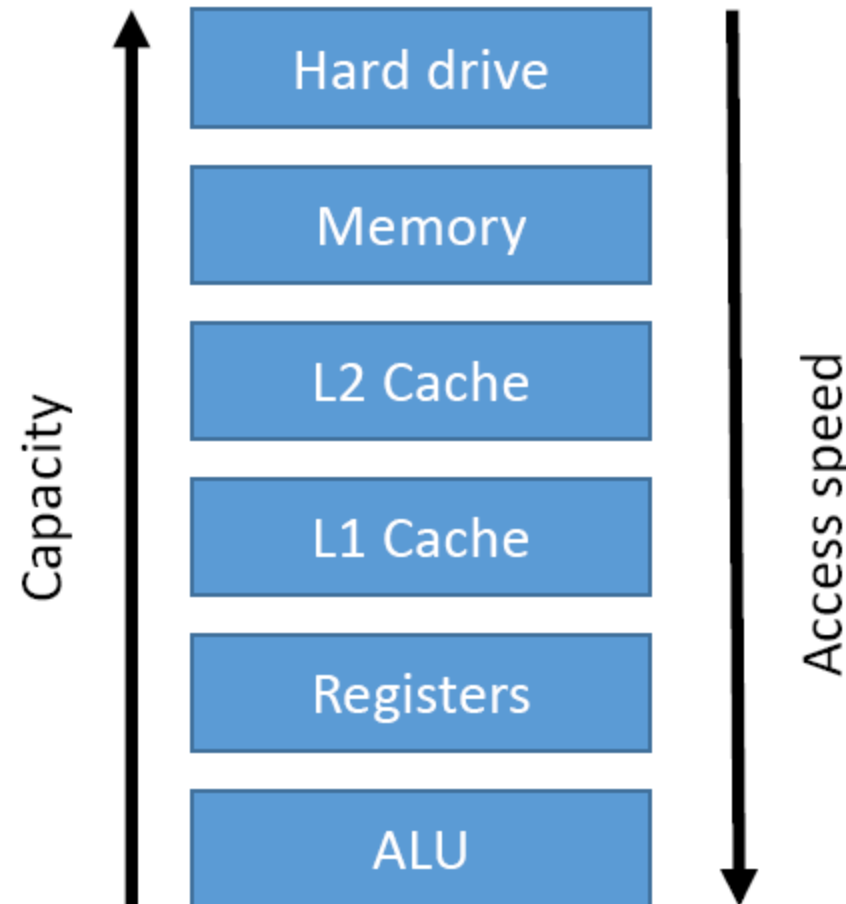 Hard drive
Memory
L2 Cache
L1 Cache
Registers
ALU
Capacity
Access speed